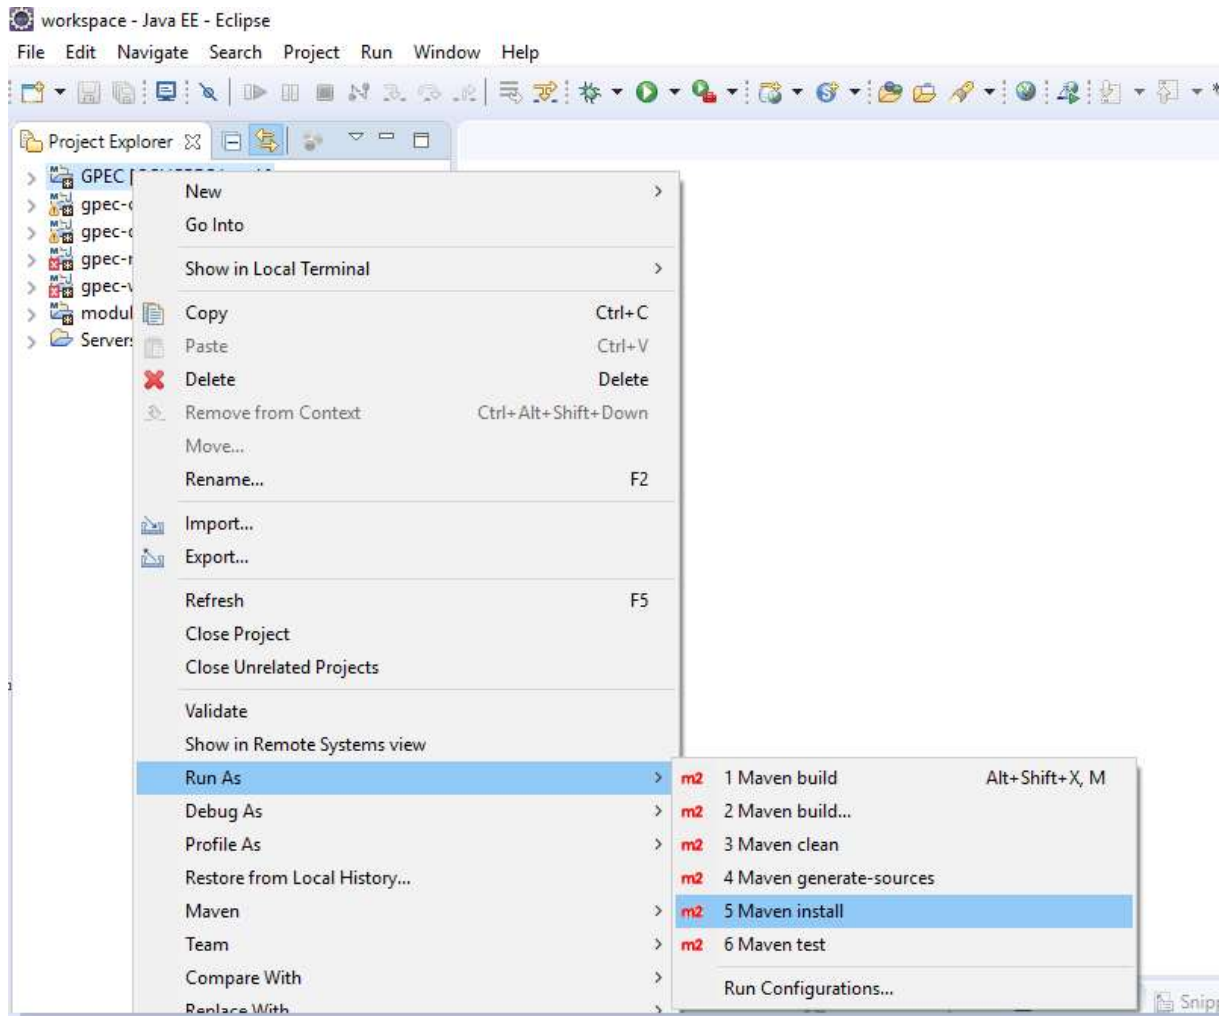 workspace - Java EE - Eclipse
File Edit Navigate Search Project Run Window Help
Project Explorer
GPEC
gpec-
gpec-
gpec-
gpec-
modul
Server
New
Go Into
Show in Local Terminal
Copy Ctrl+C
Paste Ctrl+V
Delete Delete
Remove from Context Ctrl+Alt+Shift+Down
Move...
Rename... F2
Import...
Export...
Refresh F5
Close Project
Close Unrelated Projects
Validate
Show in Remote Systems view
Run As
Debug As
Profile As
Restore from Local History...
Maven
Team
Compare With
Replace With
m2 1 Maven build Alt+Shift+X, M
m2 2 Maven build...
m2 3 Maven clean
m2 4 Maven generate-sources
m2 5 Maven install
m2 6 Maven test
Run Configurations...
Snip